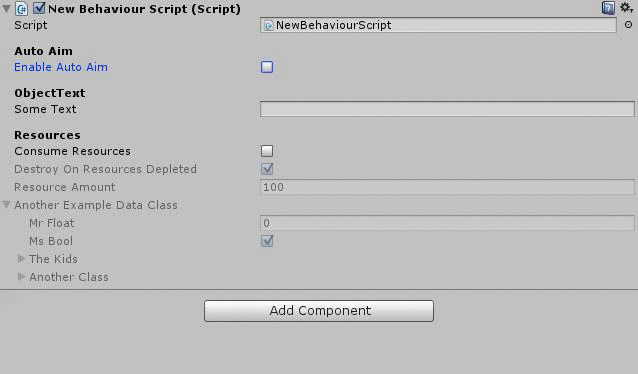 New Behaviour Script (Script)
Script NewBehaviourScript
Auto Aim
Enable Auto Aim
ObjectText
Some Text
Resources
Consume Resources
Destroy On Resources Depleted
Resource Amount 100
Another Example Data Class
Mr Float 0
Ms Bool
The Kids
Another Class
Add Component